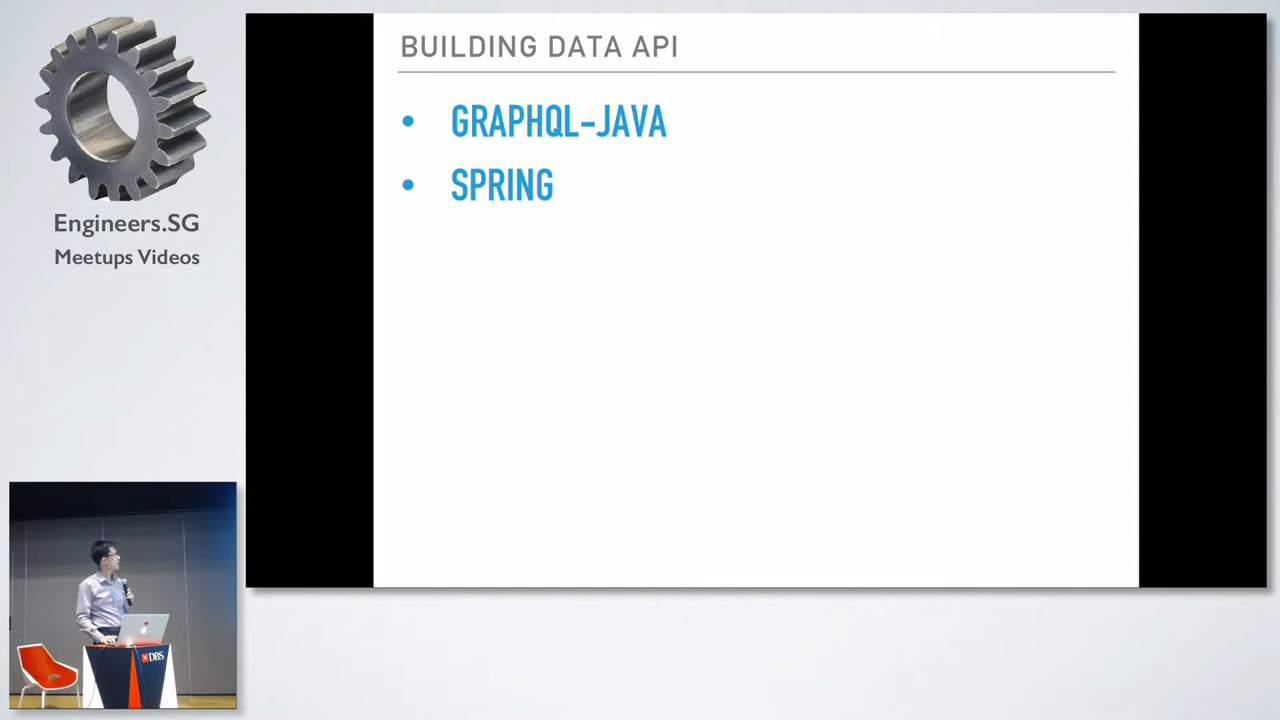 BUILDING DATA API
• GRAPHQL-JAVA
• SPRING
Engineers.SG
Meetups Videos
DBS